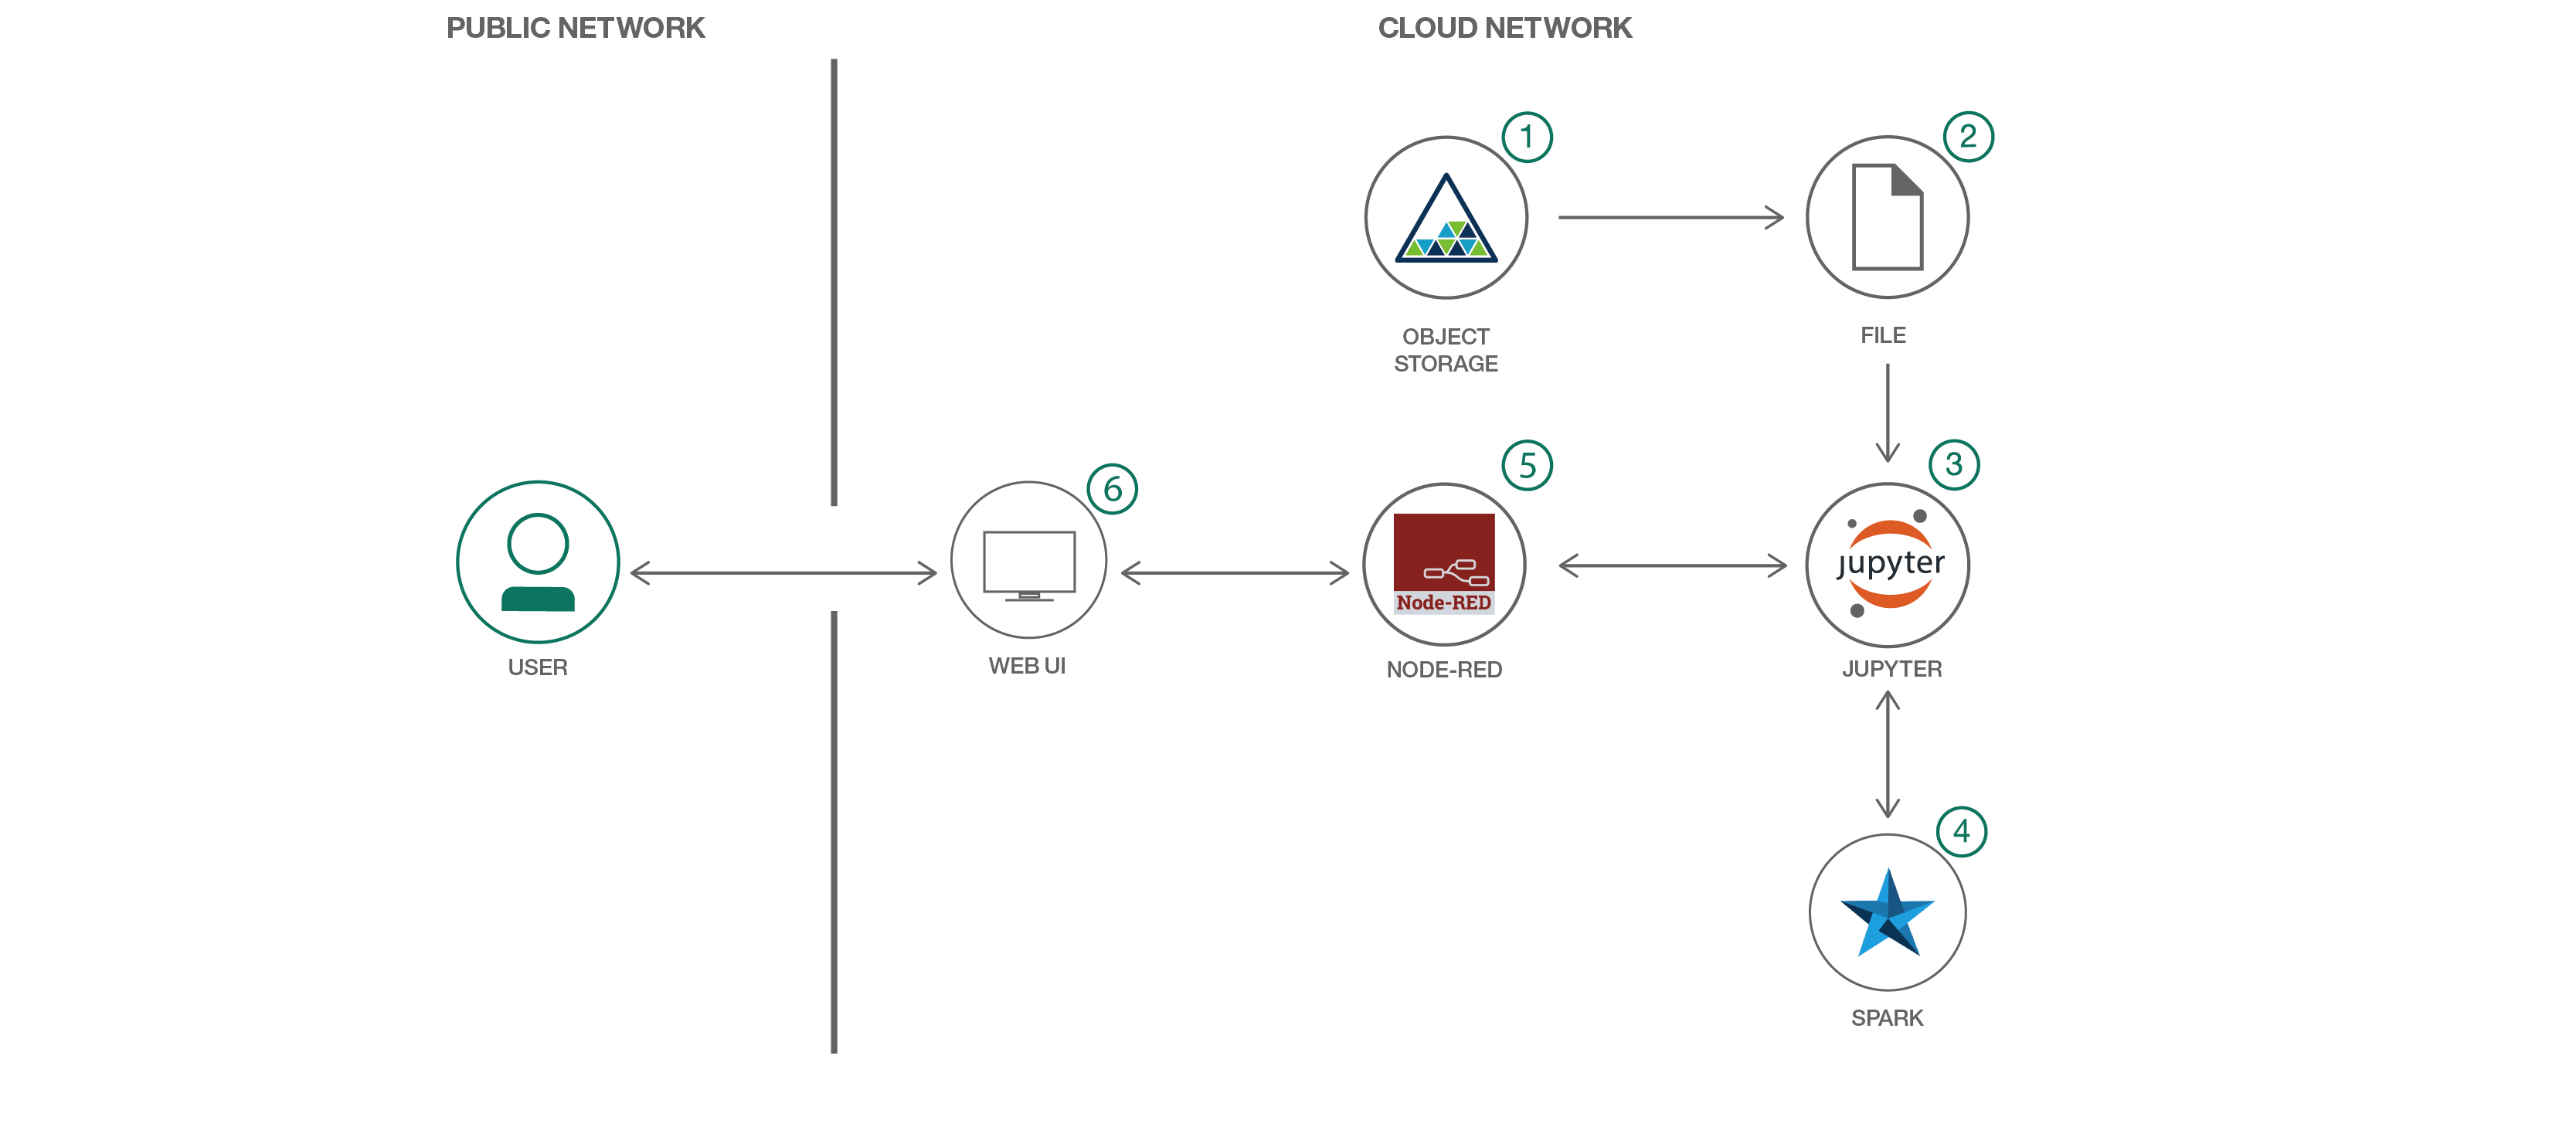 PUBLIC NETWORK
CLOUD NETWORK
1
2
OBJECT
STORAGE
FILE
6
5
3
Node-RED
jupyter
USER
WEB UI
NODE-RED
JUPYTER
4
SPARK